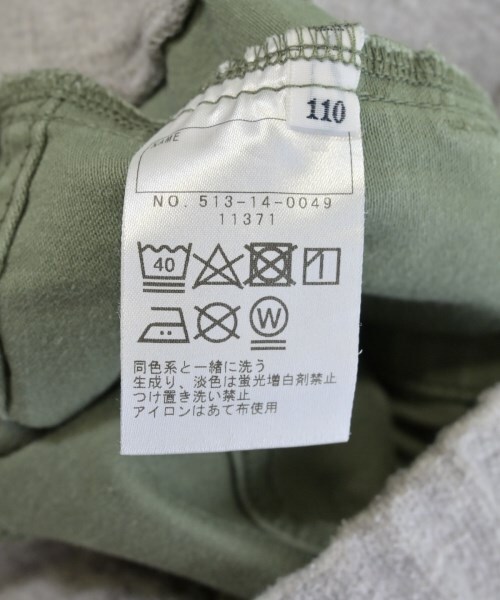 110
NAME
NO. 513-14-0049
11371
40
W
同色系と一緒に洗う
生成り、淡色は蛍光増白剤禁止
つけ置き洗い禁止
アイロンはあて布使用